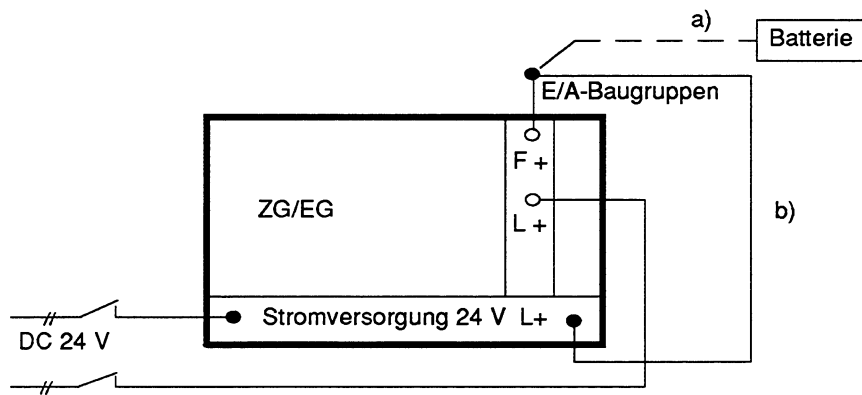 a)
Batterie
E/A-Baugruppen
F +
ZG/EG
L +
b)
Stromversorgung 24 V L+
DC 24 V